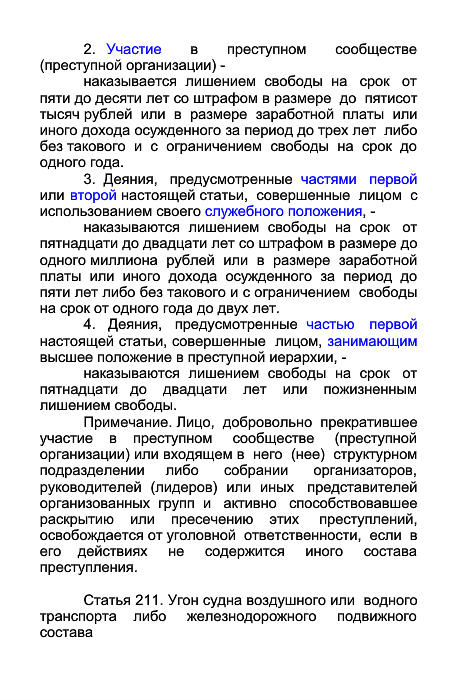 2. Участие в преступном сообществе
(преступной организации) -
наказывается лишением свободы на срок от
пяти до десяти лет со штрафом в размере до пятисот
тысяч рублей или в размере заработной платы или
иного дохода осужденного за период до трех лет либо
без такового и с ограничением свободы на срок до
одного года.
3. Деяния, предусмотренные частями первой
или второй настоящей статьи, совершенные лицом с
использованием своего служебного положения, -
наказываются лишением свободы на срок от
пятнадцати до двадцати лет со штрафом в размере до
одного миллиона рублей или в размере заработной
платы или иного дохода осужденного за период до
пяти лет либо без такового и с ограничением свободы
на срок от одного года до двух лет.
4. Деяния, предусмотренные частью первой
настоящей статьи, совершенные лицом, занимающим
высшее положение в преступной иерархии, -
наказываются лишением свободы на срок от
пятнадцати до двадцати лет или пожизненным
лишением свободы.
Примечание. Лицо, добровольно прекратившее
участие в преступном сообществе (преступной
организации) или входящем в него (нее) структурном
подразделении либо собрании организаторов,
руководителей (лидеров) или иных представителей
организованных групп и активно способствовавшее
раскрытию или пресечению этих преступлений,
освобождается от уголовной ответственности, если в
его действиях не содержится иного состава
преступления.
Статья 211. Угон судна воздушного или водного
транспорта либо железнодорожного подвижного
состава